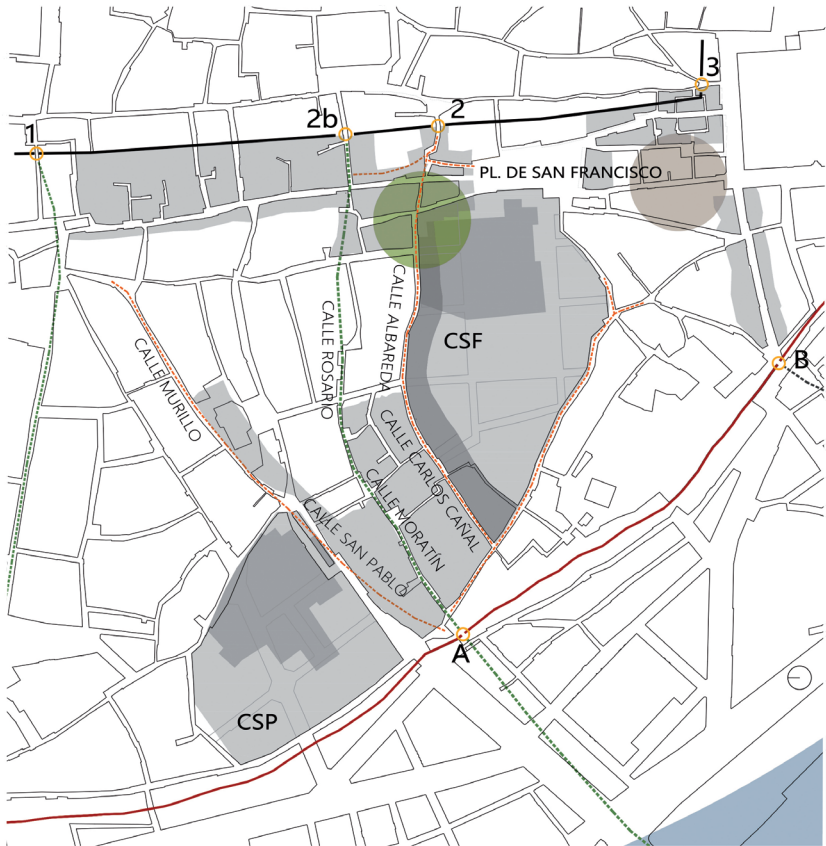 1
2b
2
3
PL. DE SAN FRANCISCO
CALLE MURILLO
CALLE ROSARIO
CALLE ALBAREDA
CSF
B
CALLE CARLOS CAÑAL
CALLE MORATÍN
CALLE SAN PABLO
A
CSP